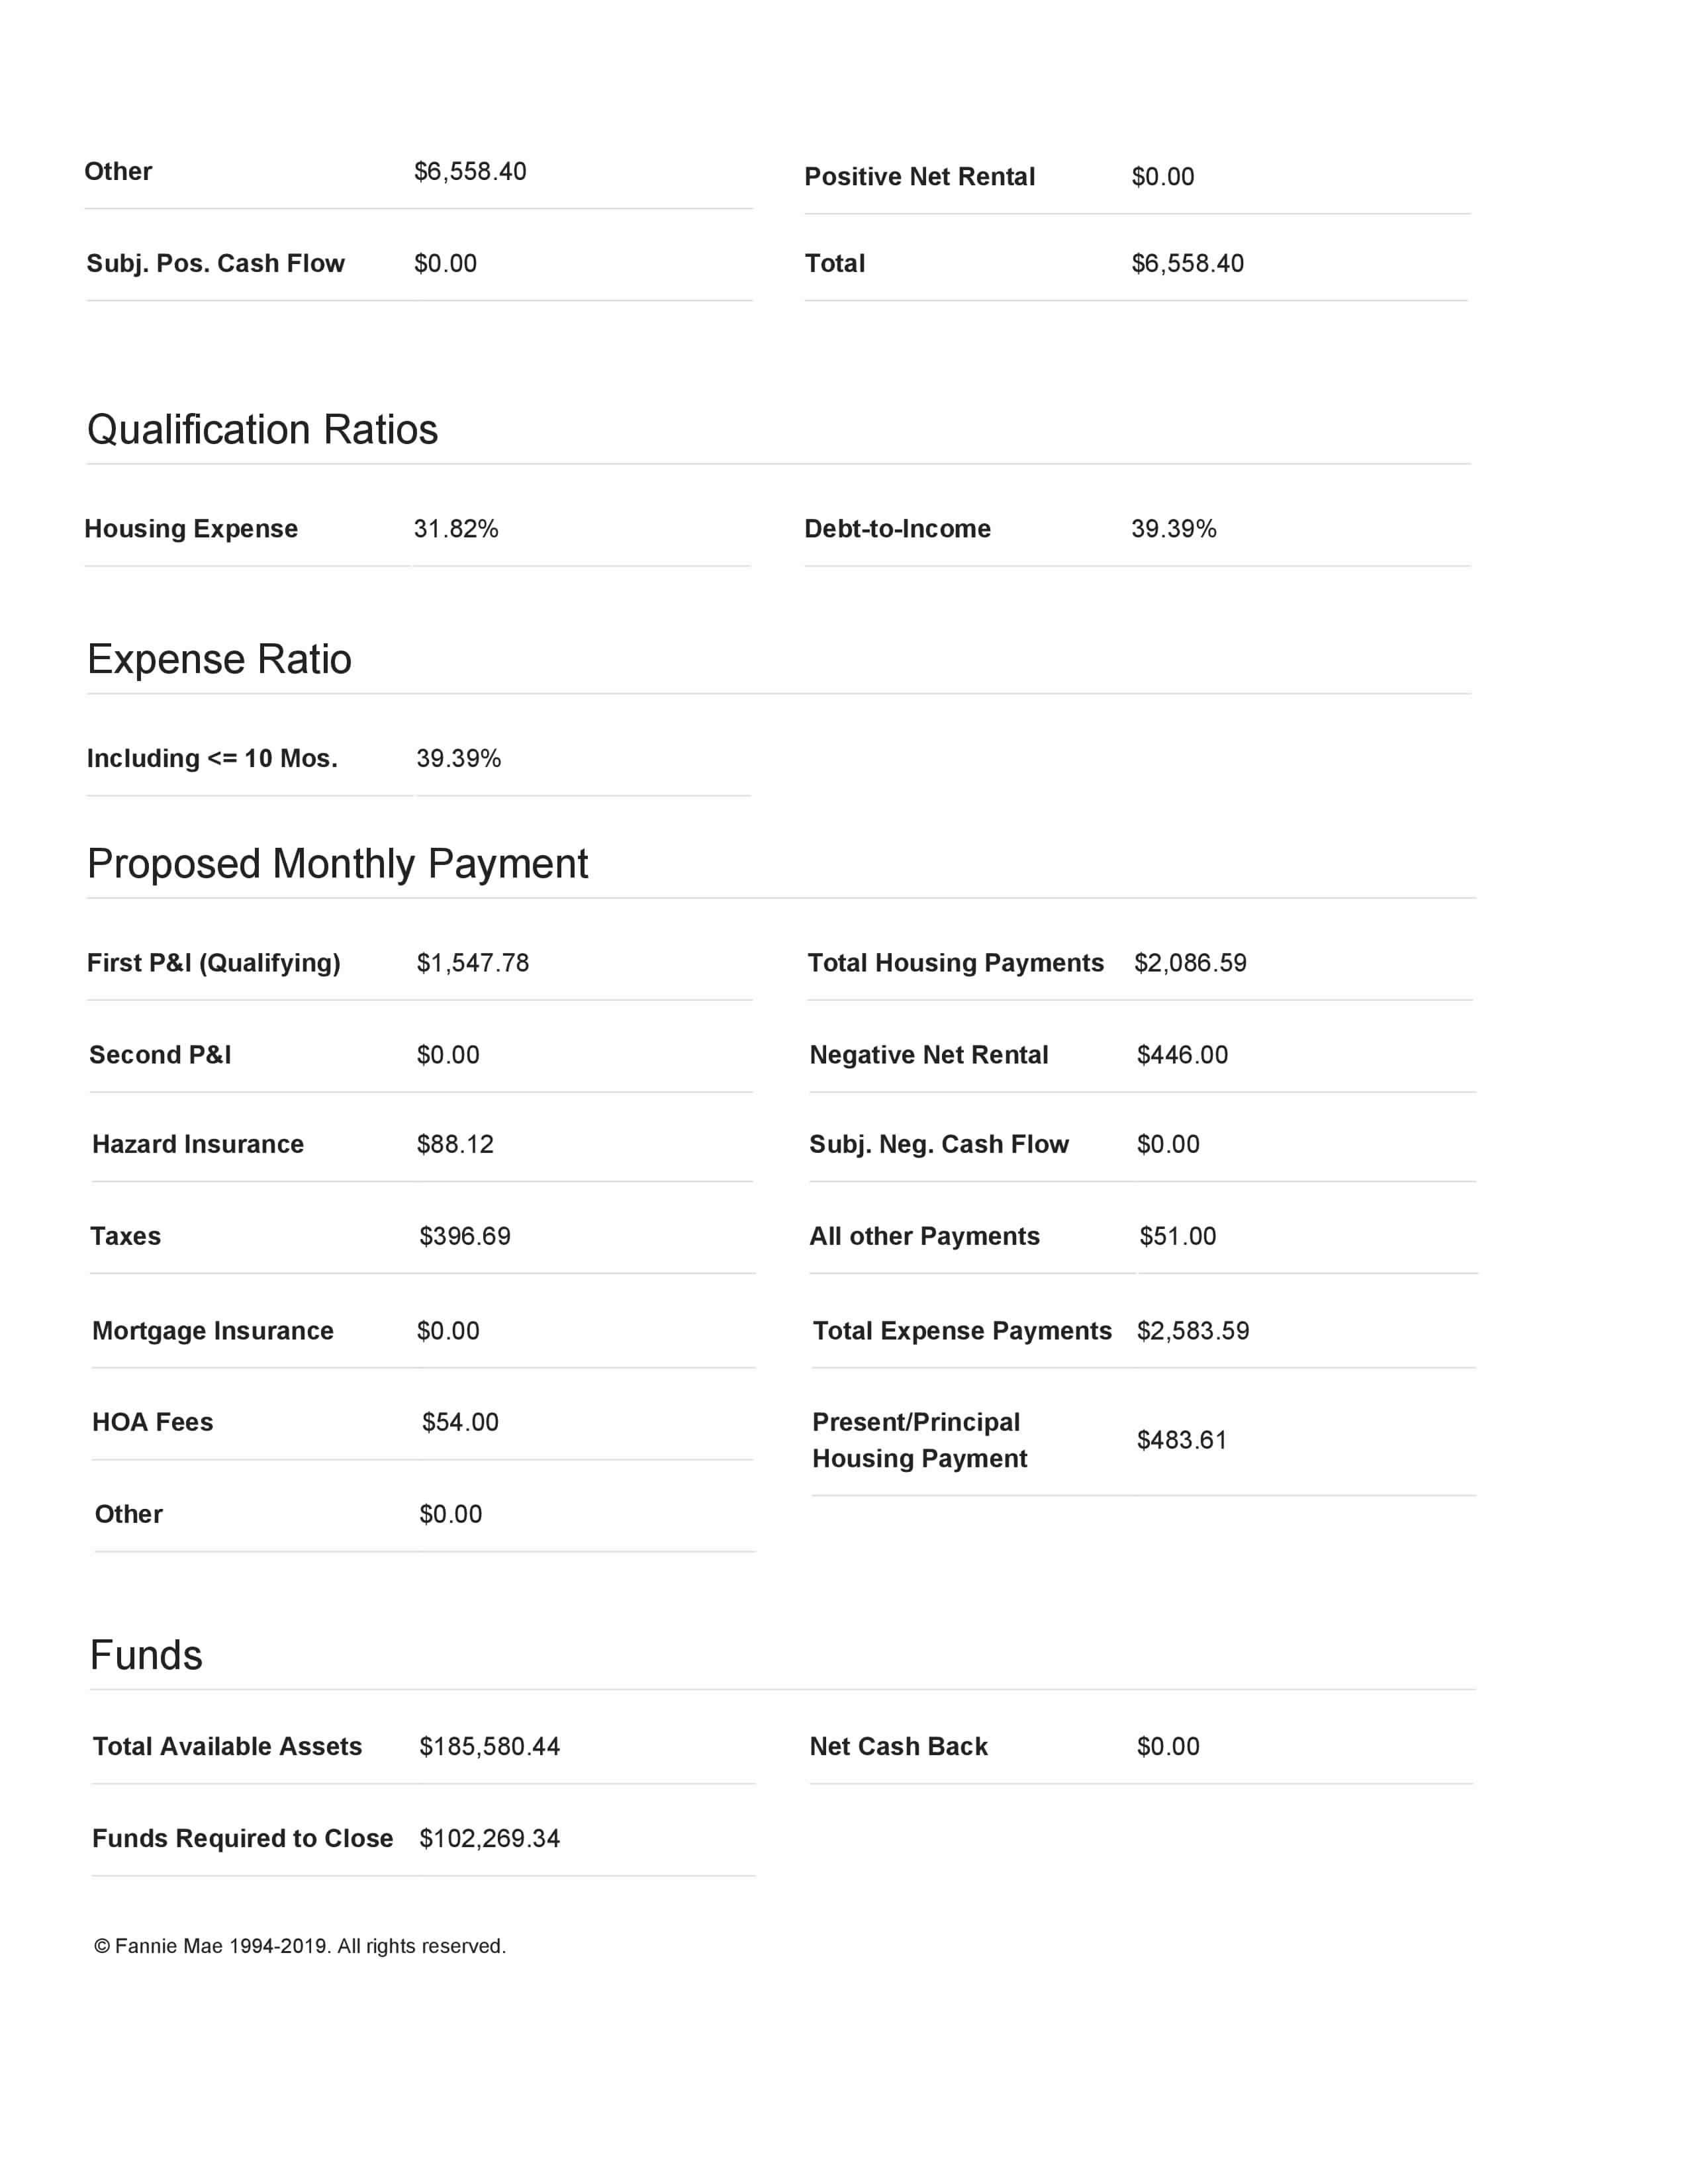 Other $6,558.40 Positive Net Rental $0.00
Subj. Pos. Cash Flow $0.00 Total $6,558.40
Qualification Ratios
Housing Expense 31.82% Debt-to-Income 39.39%
Expense Ratio
Including <= 10 Mos. 39.39%
Proposed Monthly Payment
First P&I (Qualifying) $1,547.78 Total Housing Payments $2,086.59
Second P&I $0.00 Negative Net Rental $446.00
Hazard Insurance $88.12 Subj. Neg. Cash Flow $0.00
Taxes $396.69 All other Payments $51.00
Mortgage Insurance $0.00 Total Expense Payments $2,583.59
HOA Fees $54.00 Present/Principal
Housing Payment $483.61
Other $0.00
Funds
Total Available Assets $185,580.44 Net Cash Back $0.00
Funds Required to Close $102,269.34
© Fannie Mae 1994-2019. All rights reserved.